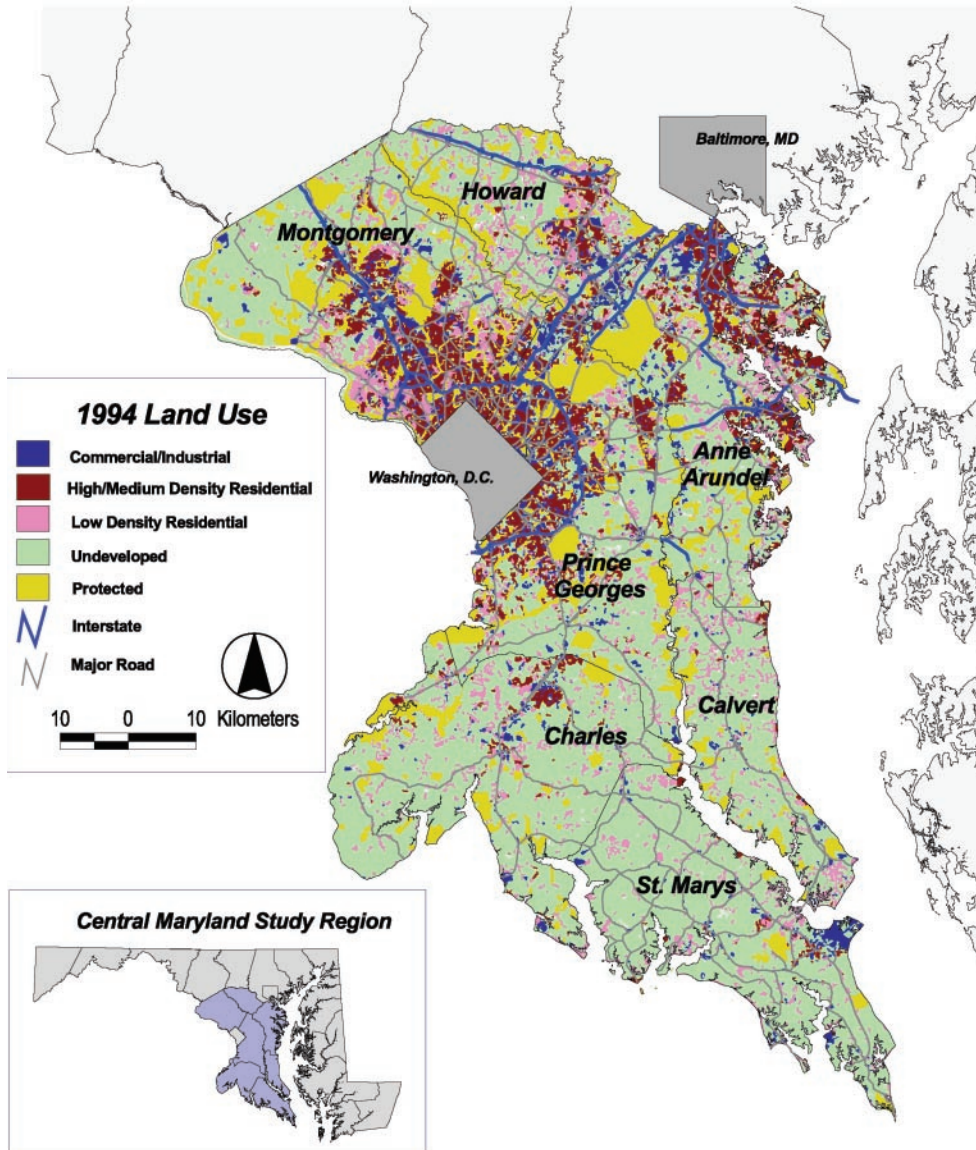 Baltimore, MD
Howard
Montgomery
1994 Land Use
Commercial/Industrial
High/Medium Density Residential
Low Density Residential
Undeveloped
Protected
Interstate
Major Road
10 0 10
Kilometers
Washington, D.C.
Anne
Arundel
Prince
Georges
Calvert
Charles
St. Marys
Central Maryland Study Region